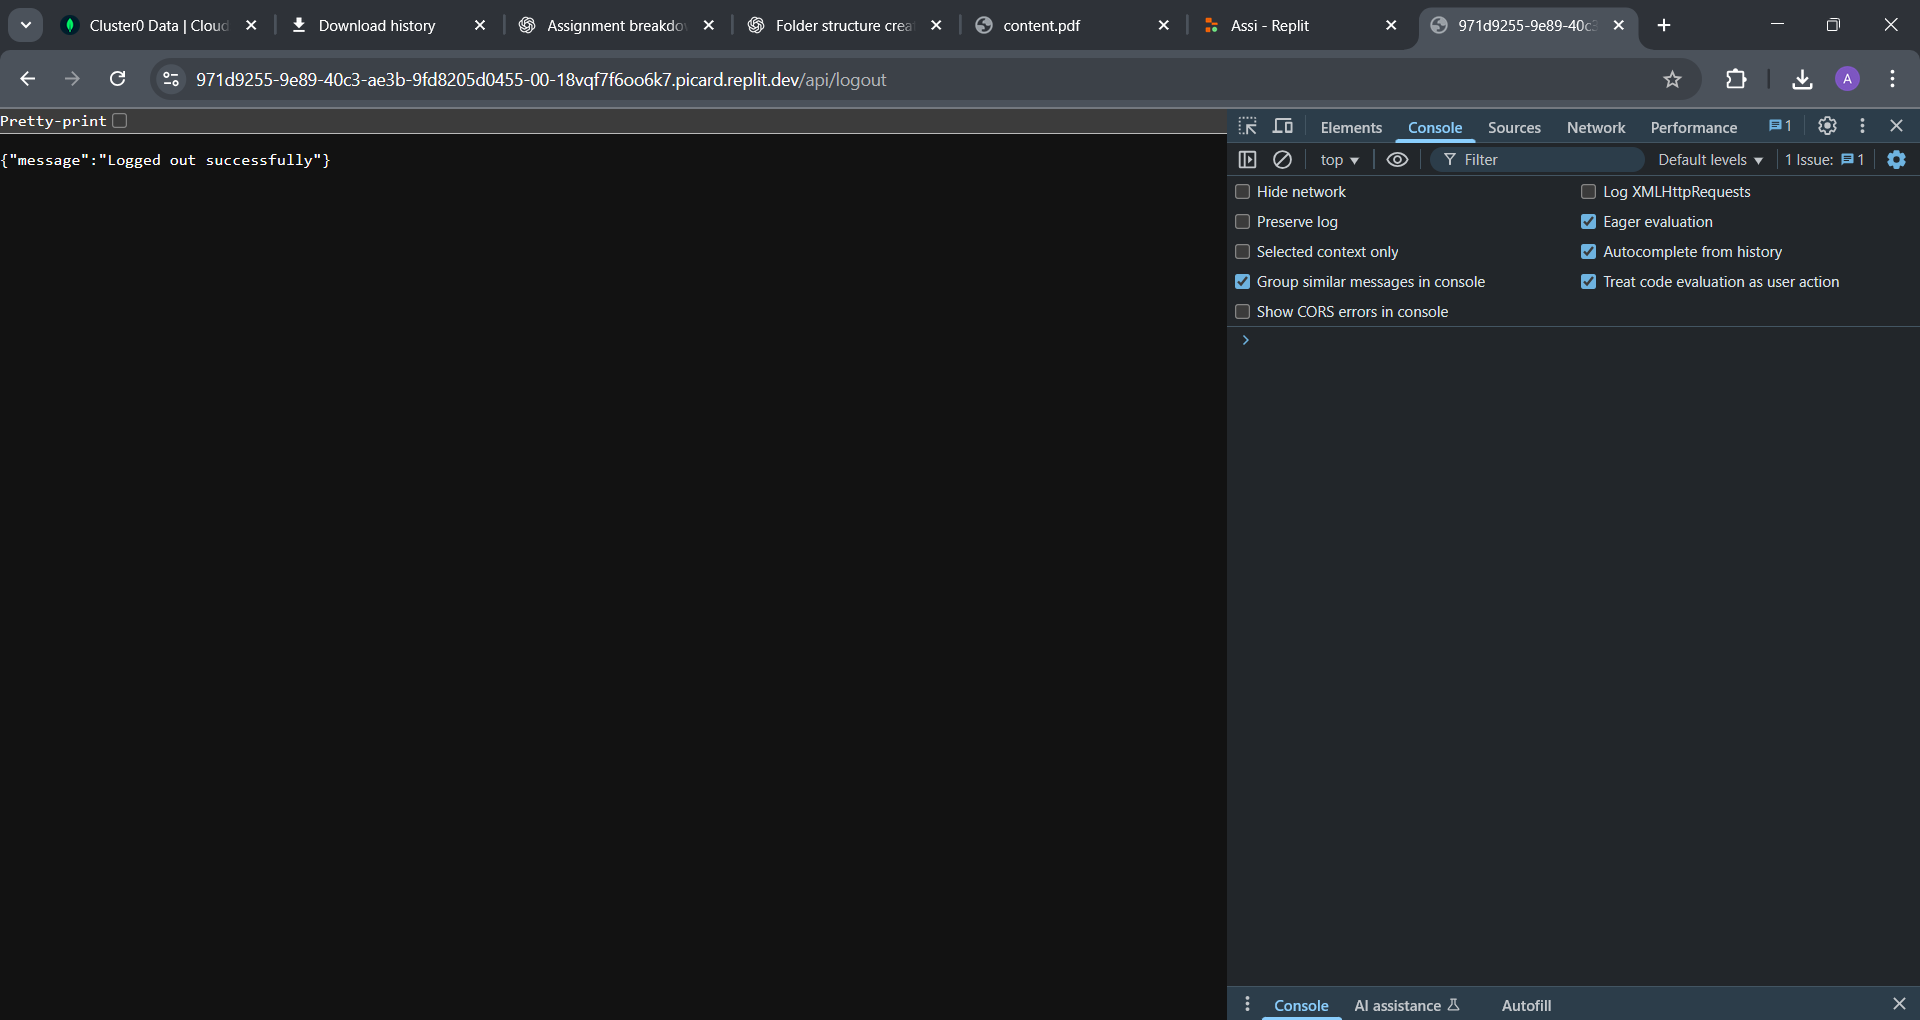 Cluster0 Data | Cloud
Download history
Assignment breakdo
Folder structure crea
content.pdf
Assi - Replit
971d9255-9e89-40c3
971d9255-9e89-40c3-ae3b-9fd8205d0455-00-18vqf7f6oo6k7.picard.replit.dev/api/logout
A
Pretty-print
{"message":"Logged out successfully"}
Elements Console Sources Network Performance 1
top Filter Default levels 1 Issue: 1
Hide network
Log XMLHttpRequests
Preserve log
Eager evaluation
Selected context only
Autocomplete from history
Group similar messages in console
Treat code evaluation as user action
Show CORS errors in console
Console AI assistance Autofill